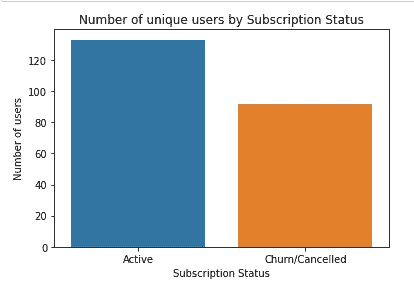 Number of unique users by Subscription Status
Number of users
120
100
80
60
40
20
0
Active
Churn/Cancelled
Subscription Status